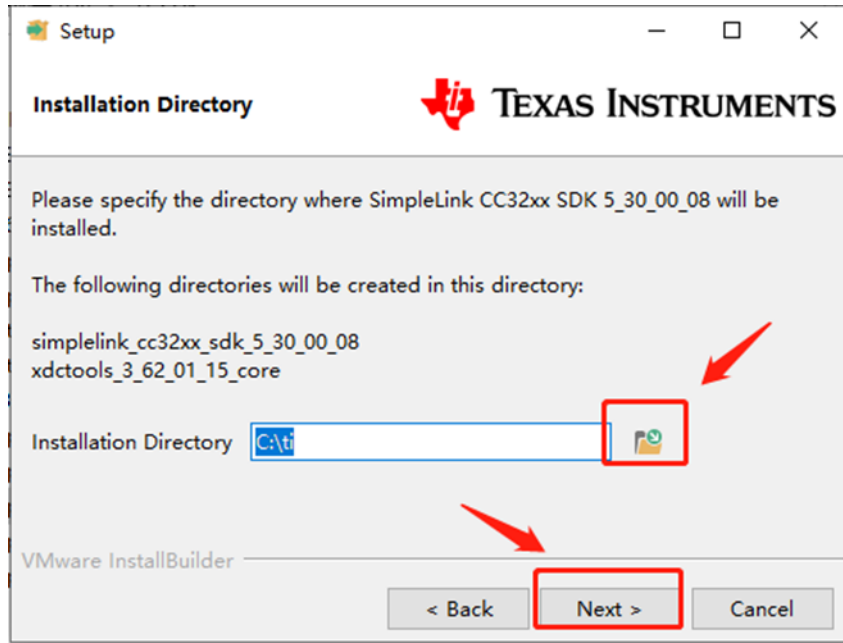 Setup
Installation Directory
TEXAS INSTRUMENTS
Please specify the directory where SimpleLink CC32xx SDK 5_30_00_08 will be
installed.
The following directories will be created in this directory:
simplelink_cc32xx_sdk_5_30_00_08
xdctools_3_62_01_15_core
Installation Directory C:\ti
VMware InstallBuilder
< Back Next > Cancel